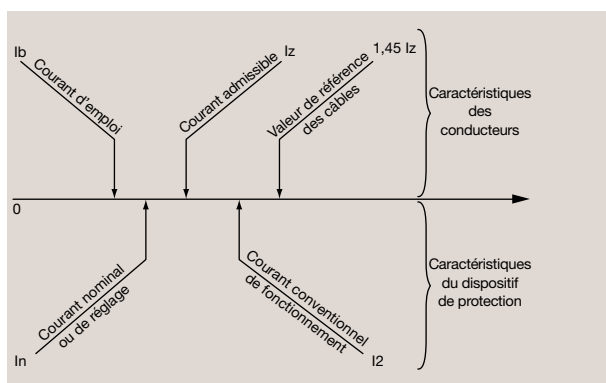 Ib
Courant d'emploi
Courant admissible
Iz
Valeur de référence
des câbles
1,45 Iz
Caractéristiques
des
conducteurs
0
In
Courant nominal
ou de réglage
Courant conventionnel
de fonctionnement
I2
Caractéristiques
du dispositif
de protection